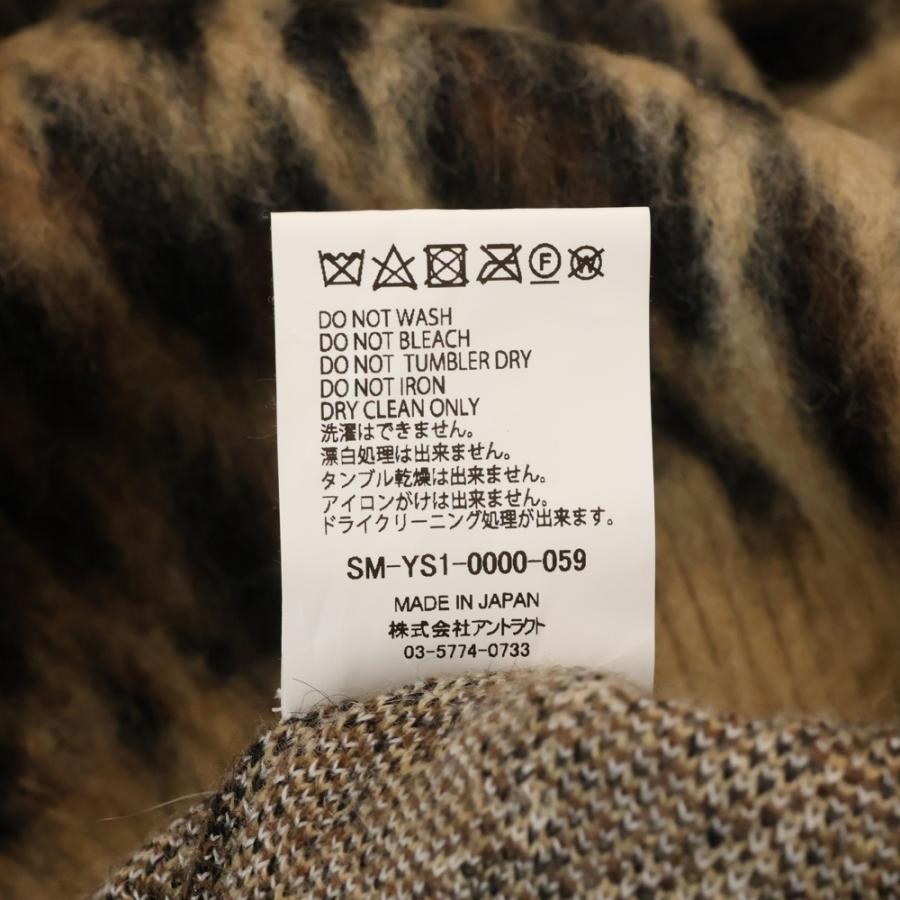 F
W
DO NOT WASH
DO NOT BLEACH
DO NOT TUMBLER DRY
DO NOT IRON
DRY CLEAN ONLY
洗濯はできません。
漂白処理は出来ません。
タンブル乾燥は出来ません。
アイロンがけは出来ません。
ドライクリーニング処理が出来ます。
SM-YS1-0000-059
MADE IN JAPAN
株式会社アントラクト
03-5774-0733